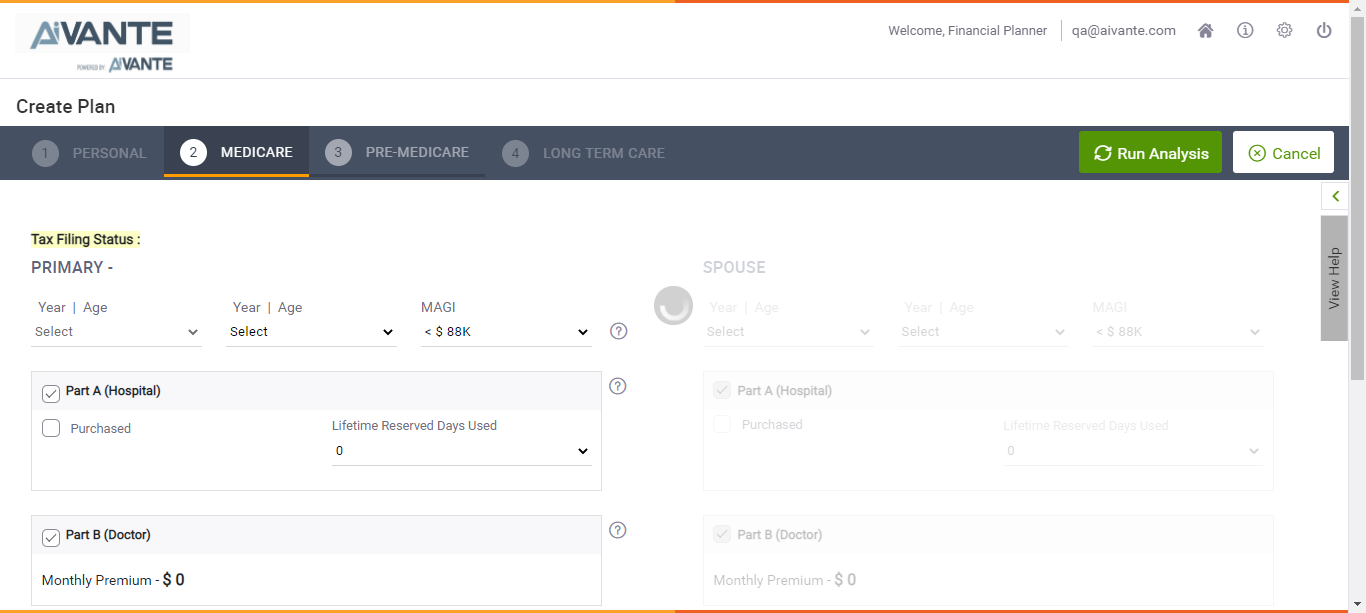 AiVANTE
POWERED BY AiVANTE
Welcome, Financial Planner
qa@aivante.com
Create Plan
1 PERSONAL
2 MEDICARE
3 PRE-MEDICARE
4 LONG TERM CARE
Run Analysis
Cancel
View Help
Tax Filing Status :
PRIMARY -
Year | Age
Year | Age
MAGI
Select
Select
< $ 88K
Part A (Hospital)
Purchased
Lifetime Reserved Days Used
0
Part B (Doctor)
Monthly Premium - $ 0
SPOUSE
Year | Age
Year | Age
MAGI
Select
Select
< $ 88K
Part A (Hospital)
Purchased
Lifetime Reserved Days Used
0
Part B (Doctor)
Monthly Premium - $ 0